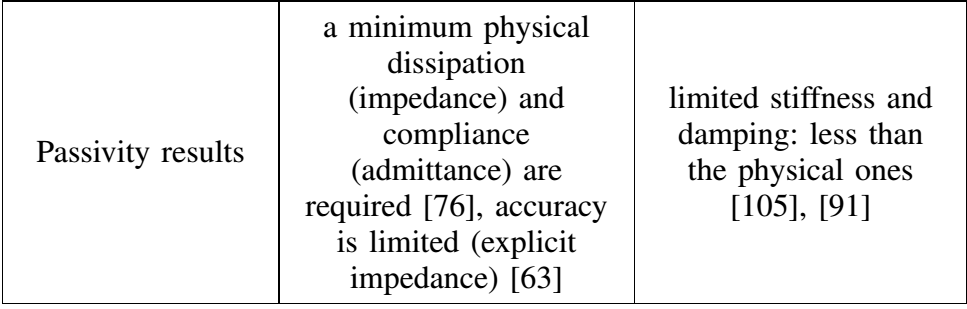 Passivity results
a minimum physical
dissipation
(impedance) and
compliance
(admittance) are
required [76], accuracy
is limited (explicit
impedance) [63]
limited stiffness and
damping: less than
the physical ones
[105], [91]